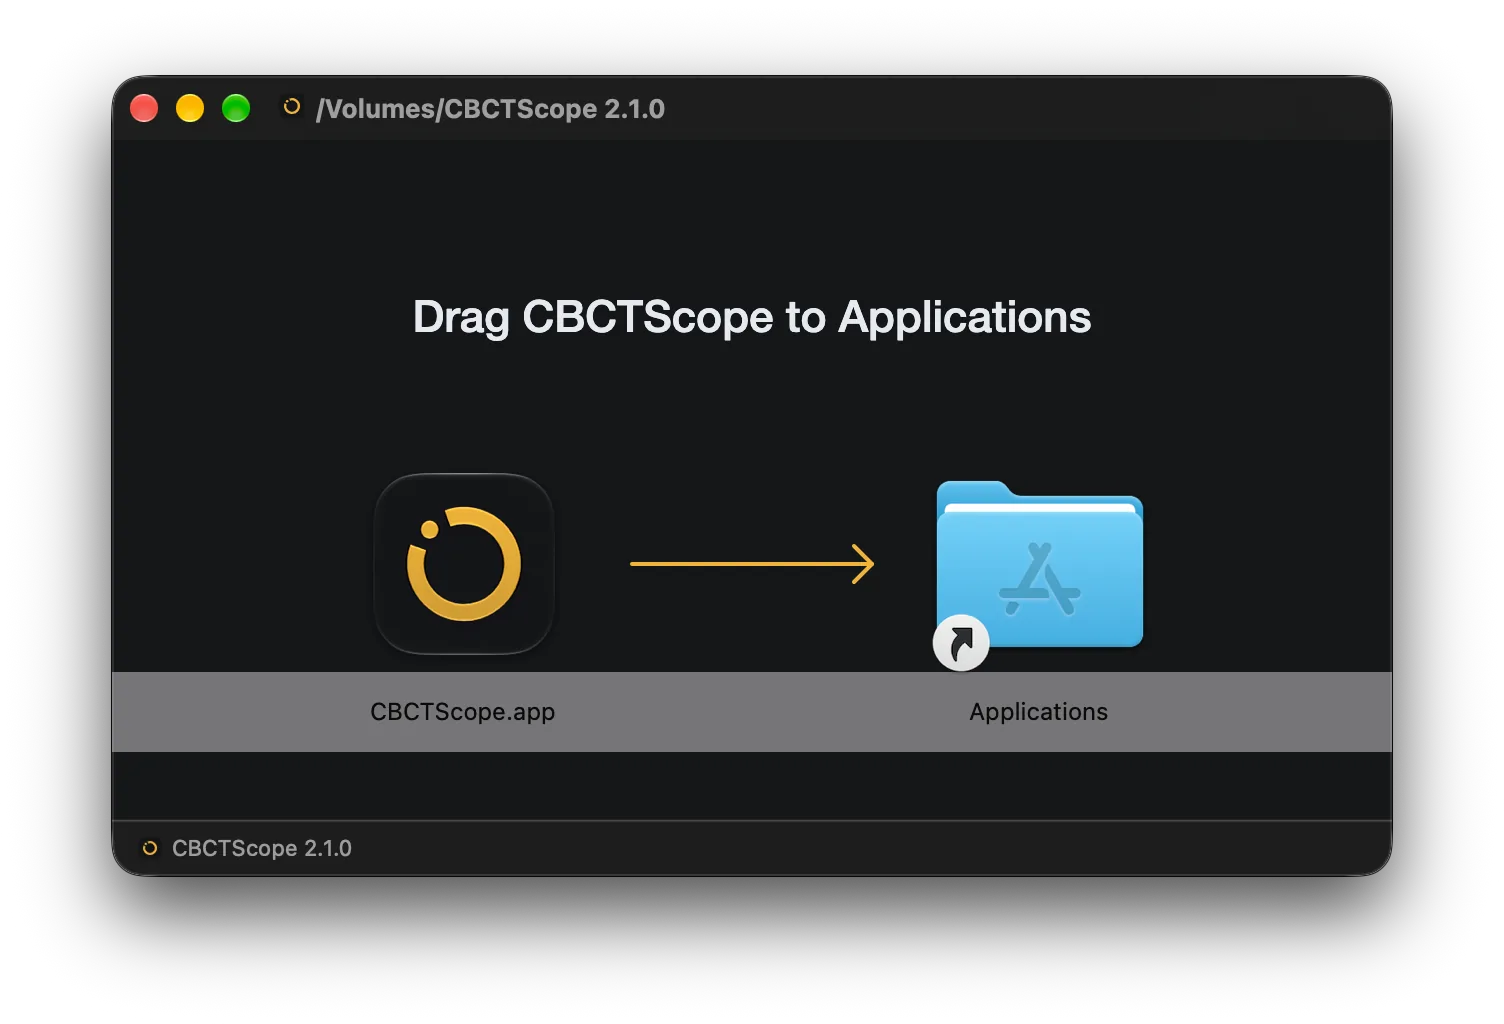 /Volumes/CBCTScope 2.1.0
Drag CBCTScope to Applications
CBCTScope.app
Applications
CBCTScope 2.1.0